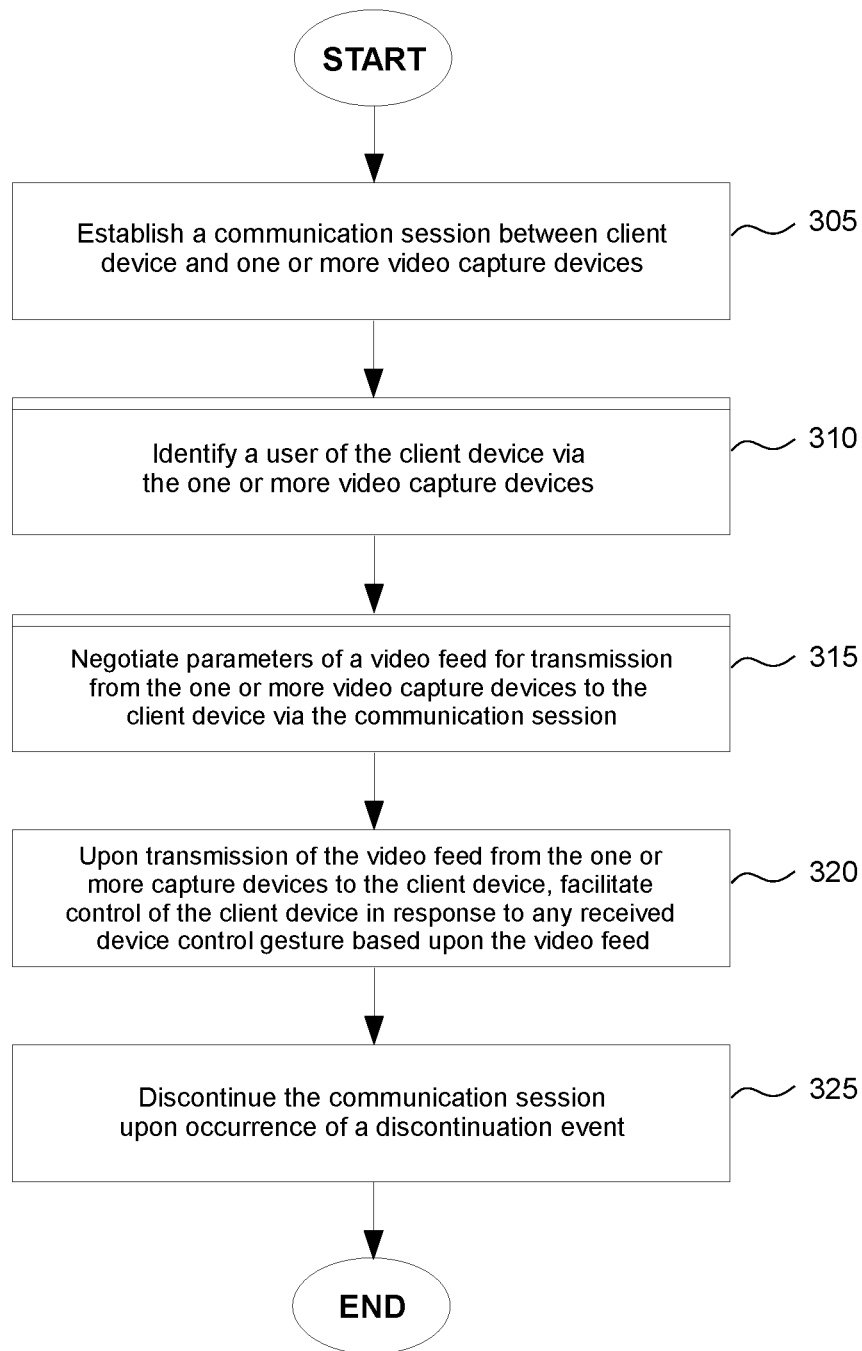 START
Establish a communication session between client
device and one or more video capture devices
305
Identify a user of the client device via
the one or more video capture devices
310
Negotiate parameters of a video feed for transmission
from the one or more video capture devices to the
client device via the communication session
315
Upon transmission of the video feed from the one or
more capture devices to the client device, facilitate
control of the client device in response to any received
device control gesture based upon the video feed
320
Discontinue the communication session
upon occurrence of a discontinuation event
325
END